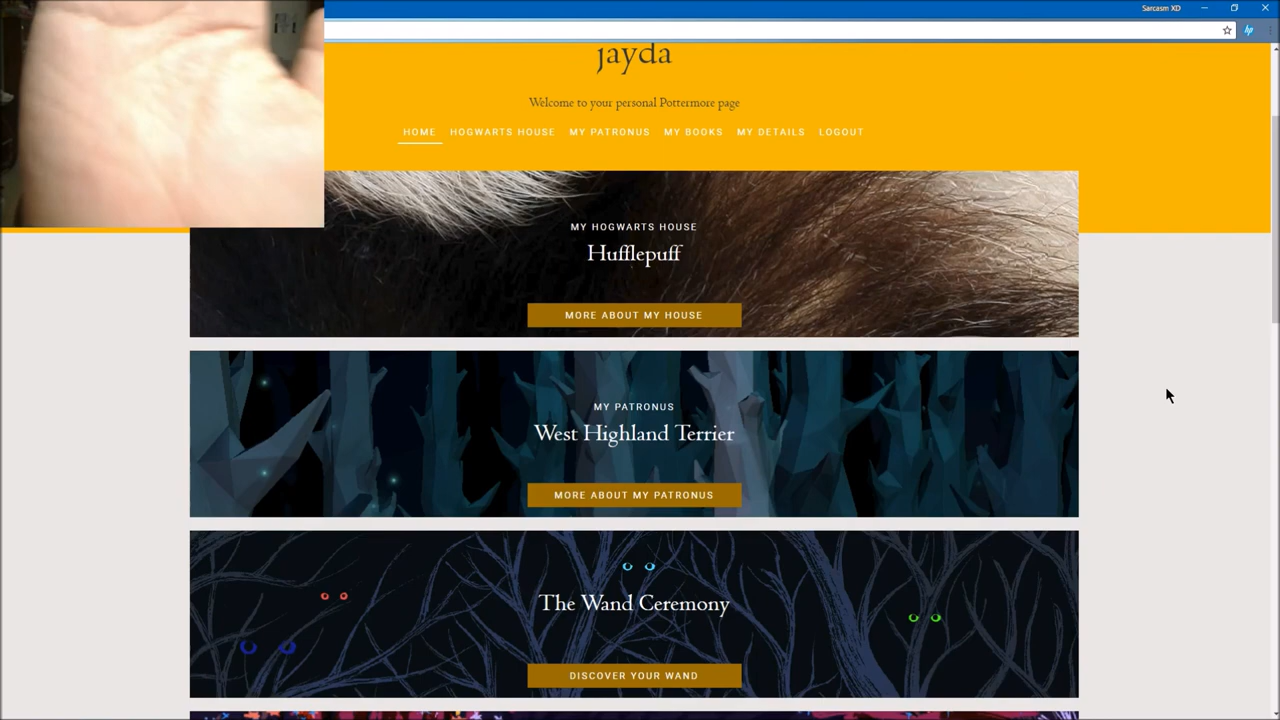 Sarcasm XD
jayda
Welcome to your personal Pottermore page
HOME HOGWARTS HOUSE MY PATRONUS MY BOOKS MY DETAILS LOGOUT
MY HOGWARTS HOUSE
Hufflepuff
MORE ABOUT MY HOUSE
MY PATRONUS
West Highland Terrier
MORE ABOUT MY PATRONUS
The Wand Ceremony
DISCOVER YOUR WAND